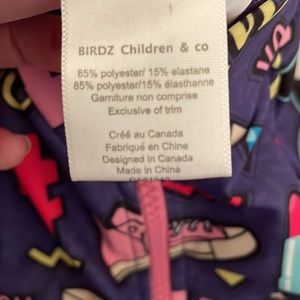 BIRDZ Children & co
85% polyester/ 15% elastane
85% polyester/15% élasthanne
Garniture non comprise
Exclusive of trim
Créé au Canada
Fabriqué en Chine
Designed in Canada
Made in China